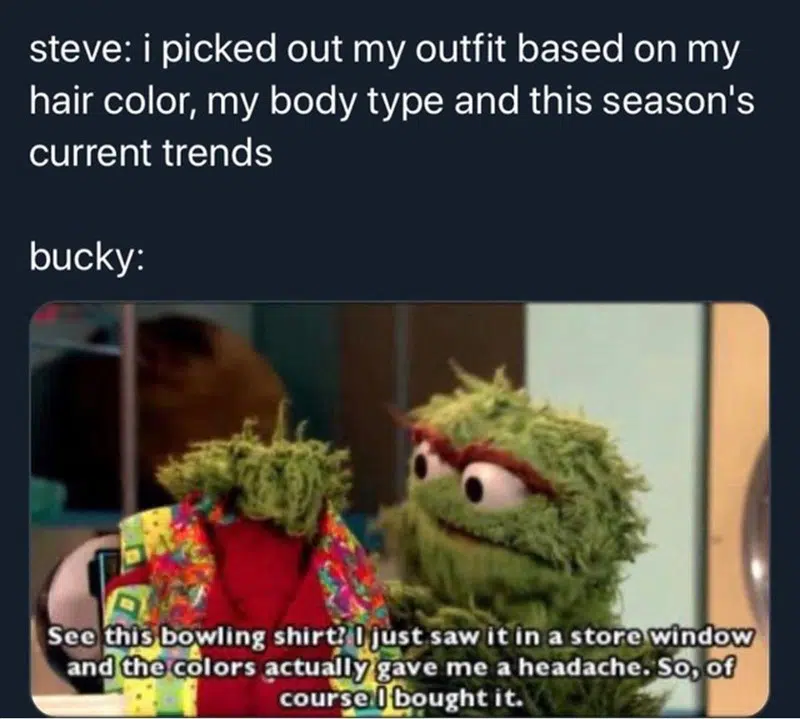 steve: i picked out my outfit based on my
hair color, my body type and this season's
current trends
bucky:
See this bowling shirt? I just saw it in a store window
and the colors actually gave me a headache. So, of
course I bought it.